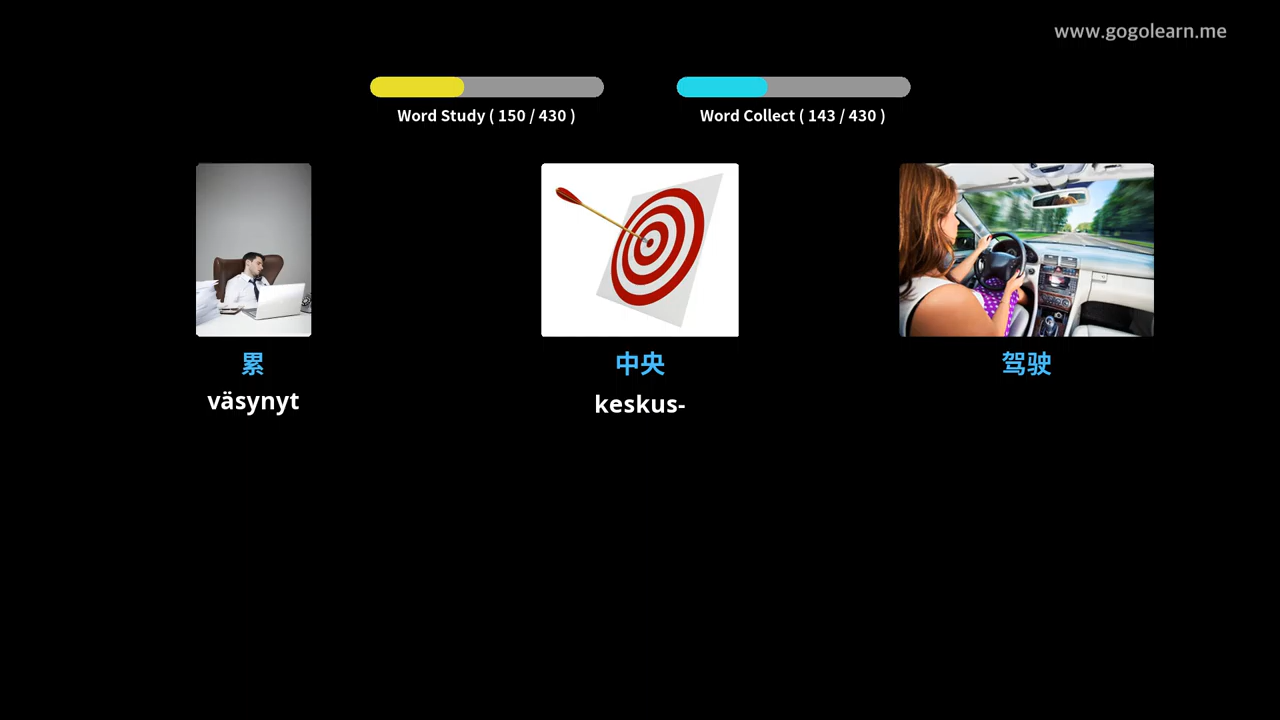 www.gogolearn.me
Word Study ( 150 / 430 )
Word Collect ( 143 / 430 )
累
中央
驾驶
väsynyt
keskus-